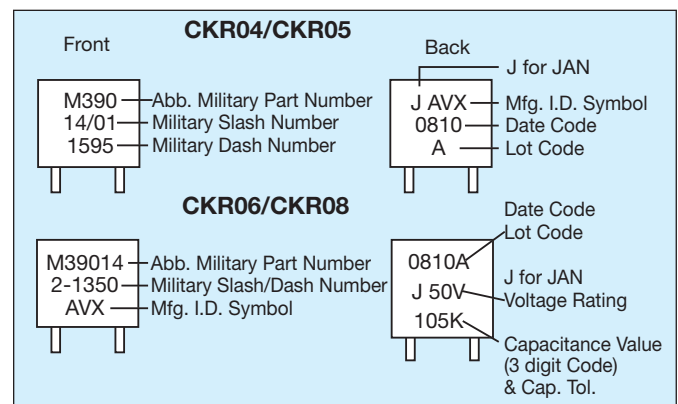 CKR04/CKR05
Front
M390
14/01
1595
Abb. Military Part Number
Military Slash Number
Military Dash Number
Back
J for JAN
J AVX
0810
A
Mfg. I.D. Symbol
Date Code
Lot Code
CKR06/CKR08
M39014
2-1350
AVX
Abb. Military Part Number
Military Slash/Dash Number
Mfg. I.D. Symbol
0810A
J 50V
105K
Date Code
Lot Code
J for JAN
Voltage Rating
Capacitance Value
(3 digit Code)
& Cap. Tol.